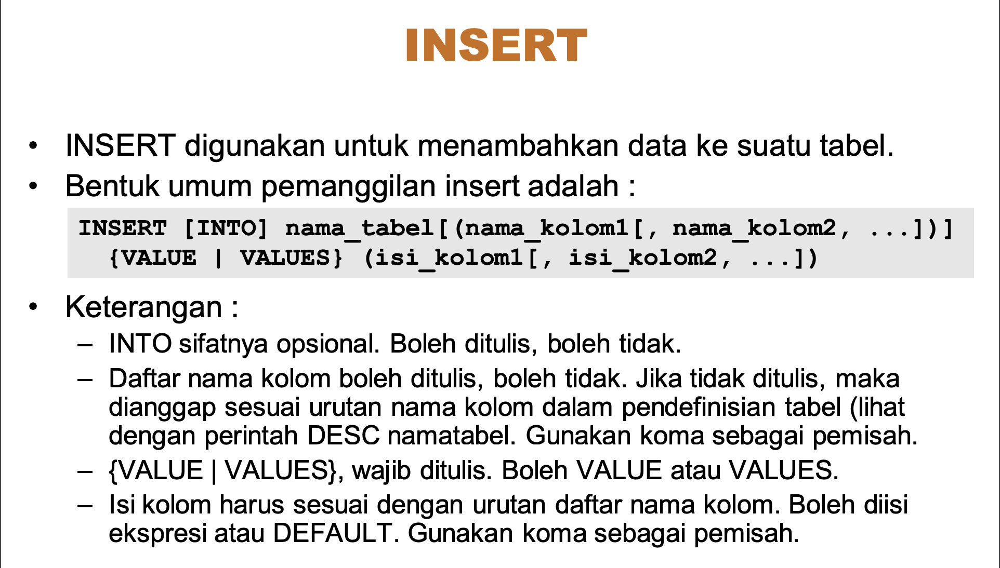 INSERT
• INSERT digunakan untuk menambahkan data ke suatu tabel.
• Bentuk umum pemanggilan insert adalah :
INSERT [INTO] nama_tabel[(nama_kolom1[, nama_kolom2, ...])]
{VALUE | VALUES} (isi_kolom1[, isi_kolom2, ...])
• Keterangan :
– INTO sifatnya opsional. Boleh ditulis, boleh tidak.
– Daftar nama kolom boleh ditulis, boleh tidak. Jika tidak ditulis, maka
dianggap sesuai urutan nama kolom dalam pendefinisian tabel (lihat
dengan perintah DESC namatabel. Gunakan koma sebagai pemisah.
– {VALUE | VALUES}, wajib ditulis. Boleh VALUE atau VALUES.
– Isi kolom harus sesuai dengan urutan daftar nama kolom. Boleh diisi
ekspresi atau DEFAULT. Gunakan koma sebagai pemisah.